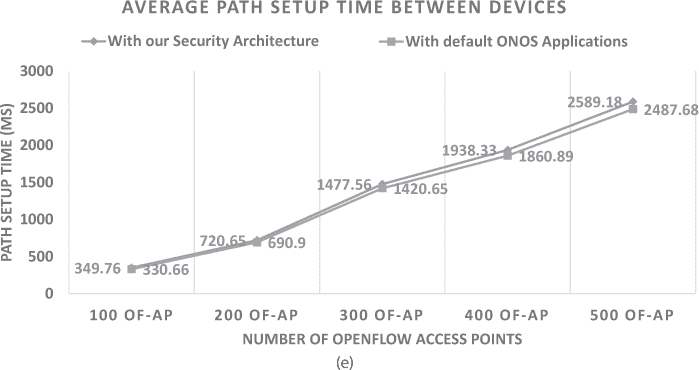 AVERAGE PATH SETUP TIME BETWEEN DEVICES
With our Security Architecture
With default ONOS Applications
PATH SETUP TIME (MS)
3000
2500
2000
1500
1000
500
0
349.76
330.66
720.65
690.9
1477.56
1420.65
1938.33
1860.89
2589.18
2487.68
100 OF-AP
200 OF-AP
300 OF-AP
400 OF-AP
500 OF-AP
NUMBER OF OPENFLOW ACCESS POINTS
(e)